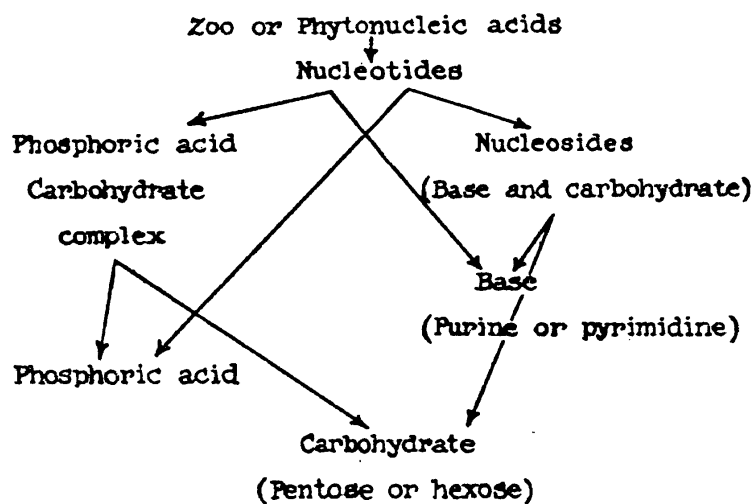 Zoo or Phytonucleic acids
Nucleotides
Phosphoric acid
Carbohydrate
complex
Nucleosides
(Base and carbohydrate)
Base
(Purine or pyrimidine)
Phosphoric acid
Carbohydrate
(Pentose or hexose)